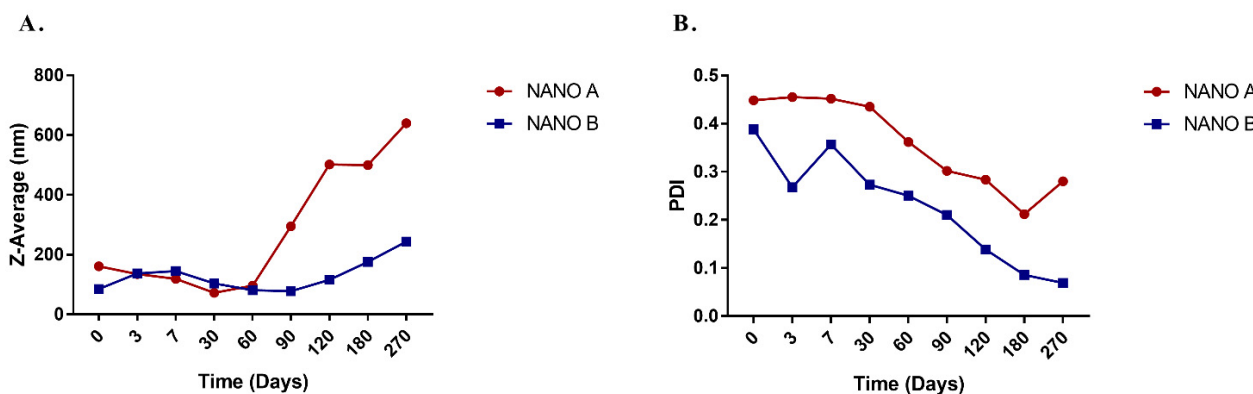 A.
Z-Average (nm)
800
600
400
200
0
0 3 7 30 60 90 120 180 270
Time (Days)
NANO A
NANO B
B.
PDI
0.5
0.4
0.3
0.2
0.1
0.0
0 3 7 30 60 90 120 180 270
Time (Days)
NANO A
NANO B